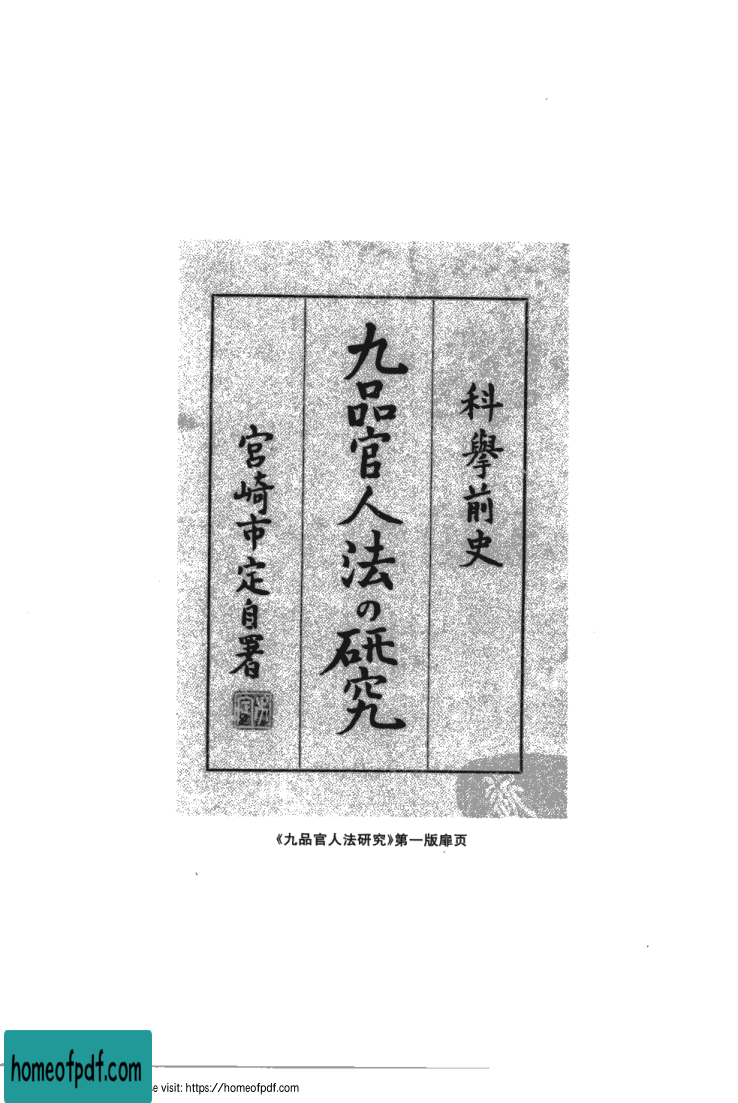 科擧前史
九品官人法の研究
宮崎市定自署
《九品官人法研究》第一版扉页
homeofpdf.com
e visit: https://homeofpdf.com